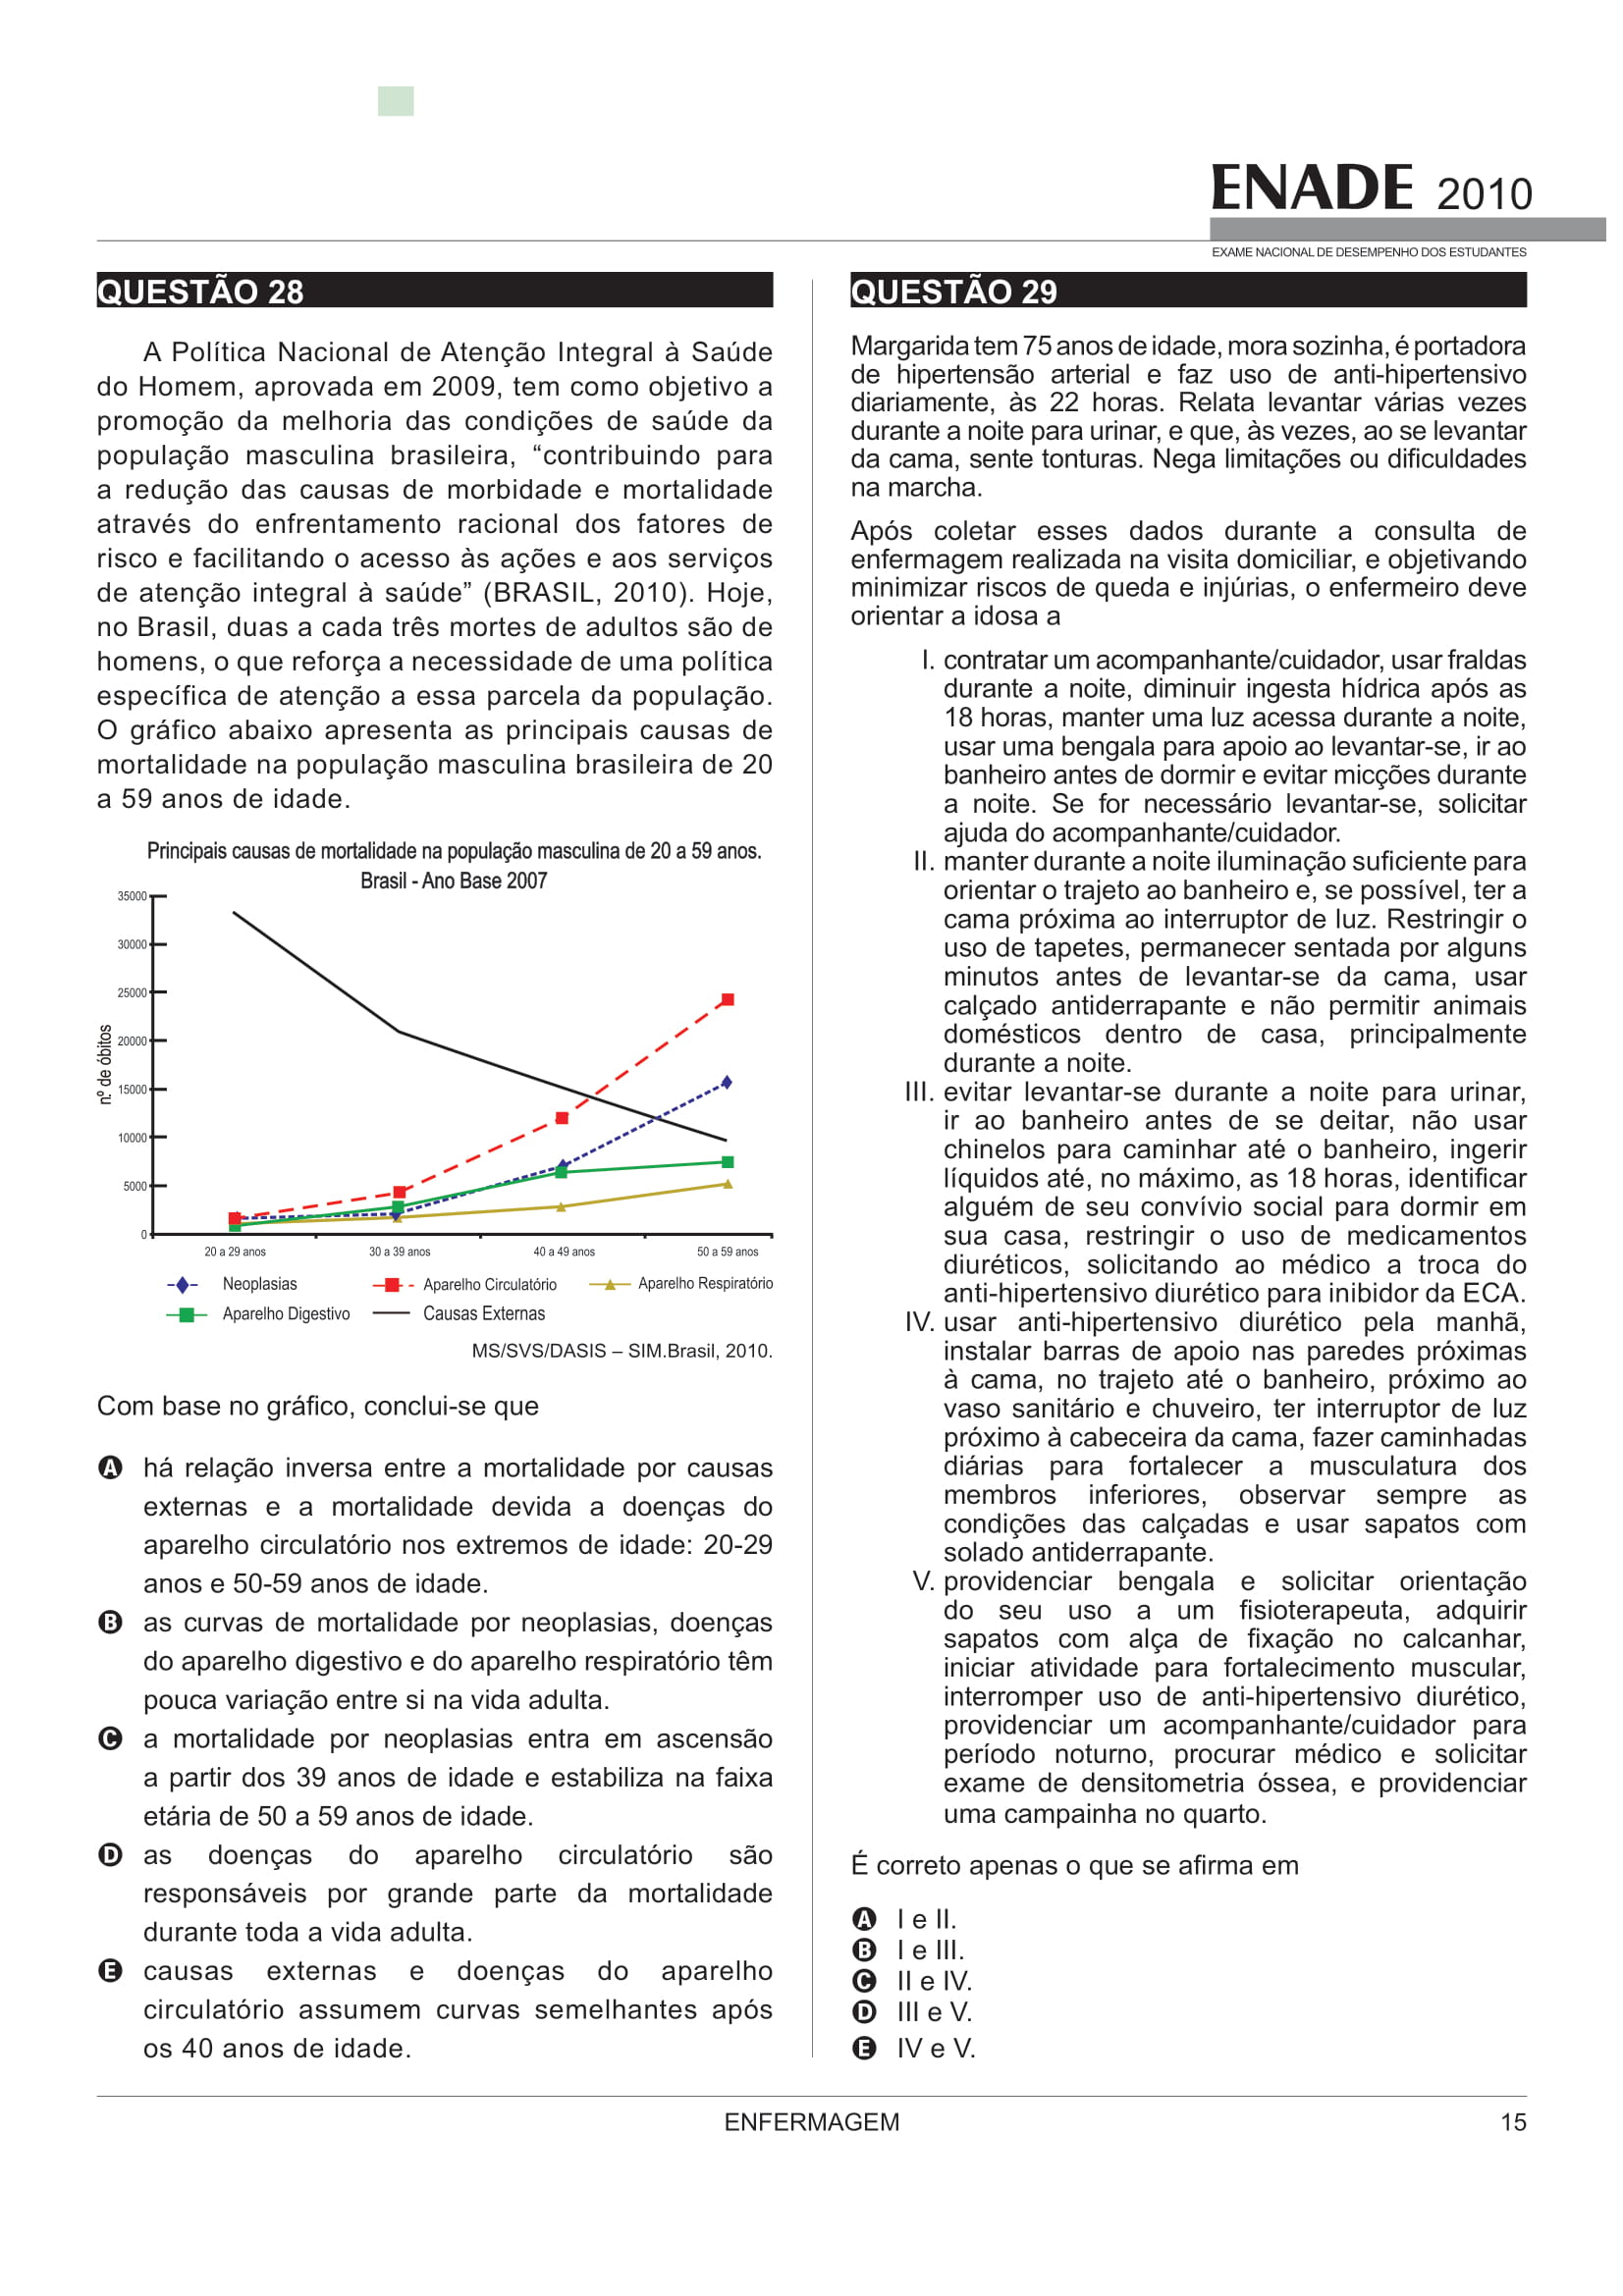 ENADE 2010
EXAME NACIONAL DE DESEMPENHO DOS ESTUDANTES
QUESTÃO 28
A Política Nacional de Atenção Integral à Saúde
do Homem, aprovada em 2009, tem como objetivo a
promoção da melhoria das condições de saúde da
população masculina brasileira, “contribuindo para
a redução das causas de morbidade e mortalidade
através do enfrentamento racional dos fatores de
risco e facilitando o acesso às ações e aos serviços
de atenção integral à saúde” (BRASIL, 2010). Hoje,
no Brasil, duas a cada três mortes de adultos são de
homens, o que reforça a necessidade de uma política
específica de atenção a essa parcela da população.
O gráfico abaixo apresenta as principais causas de
mortalidade na população masculina brasileira de 20
a 59 anos de idade.
Principais causas de mortalidade na população masculina de 20 a 59 anos.
Brasil - Ano Base 2007
35000
30000
25000
20000
15000
10000
5000
0
n.º de óbitos
20 a 29 anos 30 a 39 anos 40 a 49 anos 50 a 59 anos
Neoplasias Aparelho Circulatório Aparelho Respiratório
Aparelho Digestivo Causas Externas
MS/SVS/DASIS – SIM.Brasil, 2010.
Com base no gráfico, conclui-se que
A há relação inversa entre a mortalidade por causas
externas e a mortalidade devida a doenças do
aparelho circulatório nos extremos de idade: 20-29
anos e 50-59 anos de idade.
B as curvas de mortalidade por neoplasias, doenças
do aparelho digestivo e do aparelho respiratório têm
pouca variação entre si na vida adulta.
C a mortalidade por neoplasias entra em ascensão
a partir dos 39 anos de idade e estabiliza na faixa
etária de 50 a 59 anos de idade.
D as doenças do aparelho circulatório são
responsáveis por grande parte da mortalidade
durante toda a vida adulta.
E causas externas e doenças do aparelho
circulatório assumem curvas semelhantes após
os 40 anos de idade.
QUESTÃO 29
Margarida tem 75 anos de idade, mora sozinha, é portadora
de hipertensão arterial e faz uso de anti-hipertensivo
diariamente, às 22 horas. Relata levantar várias vezes
durante a noite para urinar, e que, às vezes, ao se levantar
da cama, sente tonturas. Nega limitações ou dificuldades
na marcha.
Após coletar esses dados durante a consulta de
enfermagem realizada na visita domiciliar, e objetivando
minimizar riscos de queda e injúrias, o enfermeiro deve
orientar a idosa a
I. contratar um acompanhante/cuidador, usar fraldas
durante a noite, diminuir ingesta hídrica após as
18 horas, manter uma luz acessa durante a noite,
usar uma bengala para apoio ao levantar-se, ir ao
banheiro antes de dormir e evitar micções durante
a noite. Se for necessário levantar-se, solicitar
ajuda do acompanhante/cuidador.
II. manter durante a noite iluminação suficiente para
orientar o trajeto ao banheiro e, se possível, ter a
cama próxima ao interruptor de luz. Restringir o
uso de tapetes, permanecer sentada por alguns
minutos antes de levantar-se da cama, usar
calçado antiderrapante e não permitir animais
domésticos dentro de casa, principalmente
durante a noite.
III. evitar levantar-se durante a noite para urinar,
ir ao banheiro antes de se deitar, não usar
chinelos para caminhar até o banheiro, ingerir
líquidos até, no máximo, as 18 horas, identificar
alguém de seu convívio social para dormir em
sua casa, restringir o uso de medicamentos
diuréticos, solicitando ao médico a troca do
anti-hipertensivo diurético para inibidor da ECA.
IV. usar anti-hipertensivo diurético pela manhã,
instalar barras de apoio nas paredes próximas
à cama, no trajeto até o banheiro, próximo ao
vaso sanitário e chuveiro, ter interruptor de luz
próximo à cabeceira da cama, fazer caminhadas
diárias para fortalecer a musculatura dos
membros inferiores, observar sempre as
condições das calçadas e usar sapatos com
solado antiderrapante.
V. providenciar bengala e solicitar orientação
do seu uso a um fisioterapeuta, adquirir
sapatos com alça de fixação no calcanhar,
iniciar atividade para fortalecimento muscular,
interromper uso de anti-hipertensivo diurético,
providenciar um acompanhante/cuidador para
período noturno, procurar médico e solicitar
exame de densitometria óssea, e providenciar
uma campainha no quarto.
É correto apenas o que se afirma em
A I e II.
B I e III.
C II e IV.
D III e V.
E IV e V.
ENFERMAGEM
15